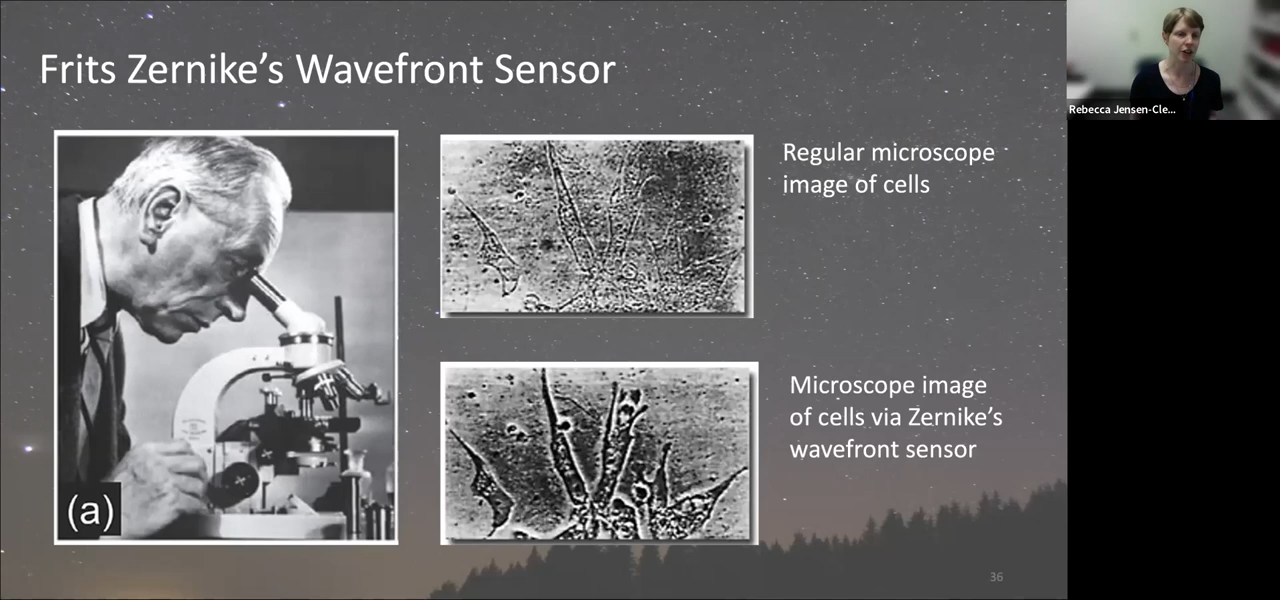 Frits Zernike's Wavefront Sensor
Rebecca Jensen-Cle...
Regular microscope
image of cells
Microscope image
of cells via Zernike's
wavefront sensor
(a)
36